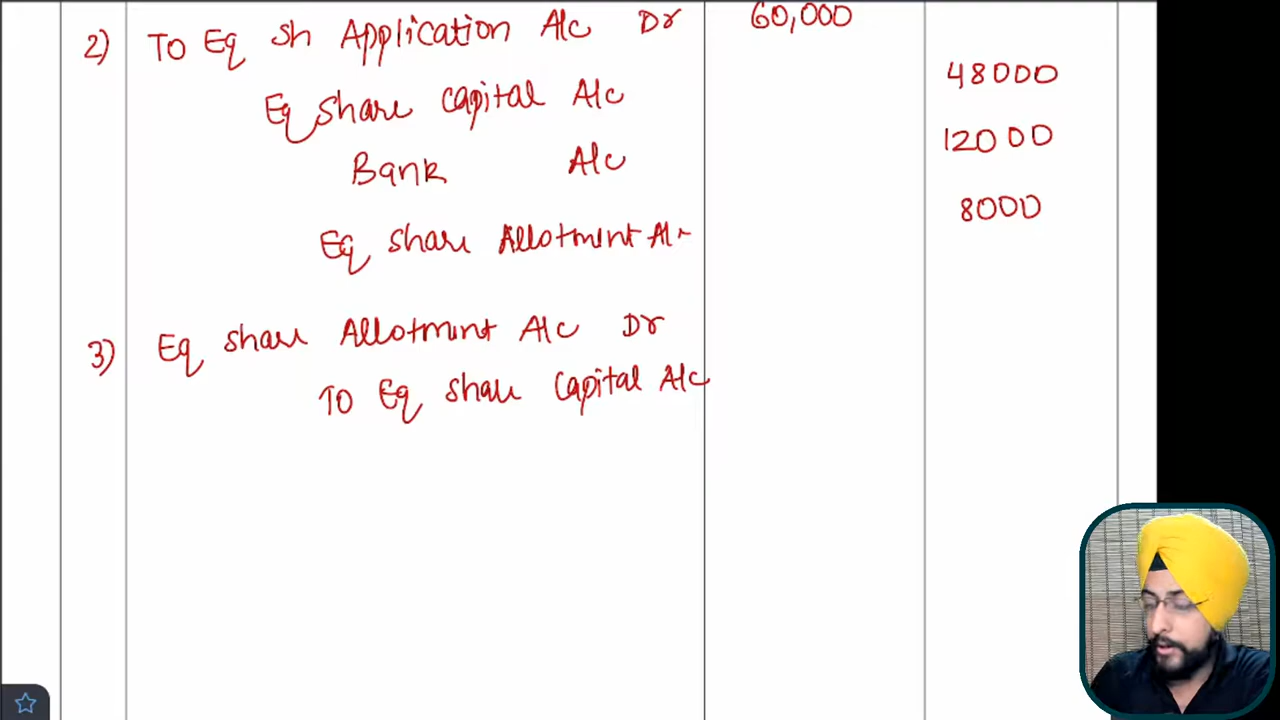 2) To Eq Sh Application A/c Dr 60,000
Eq Share Capital A/c 48000
Bank A/c 12000
Eq share Allotment A/c 8000
3) Eq share Allotment A/c Dr
To Eq share Capital A/c